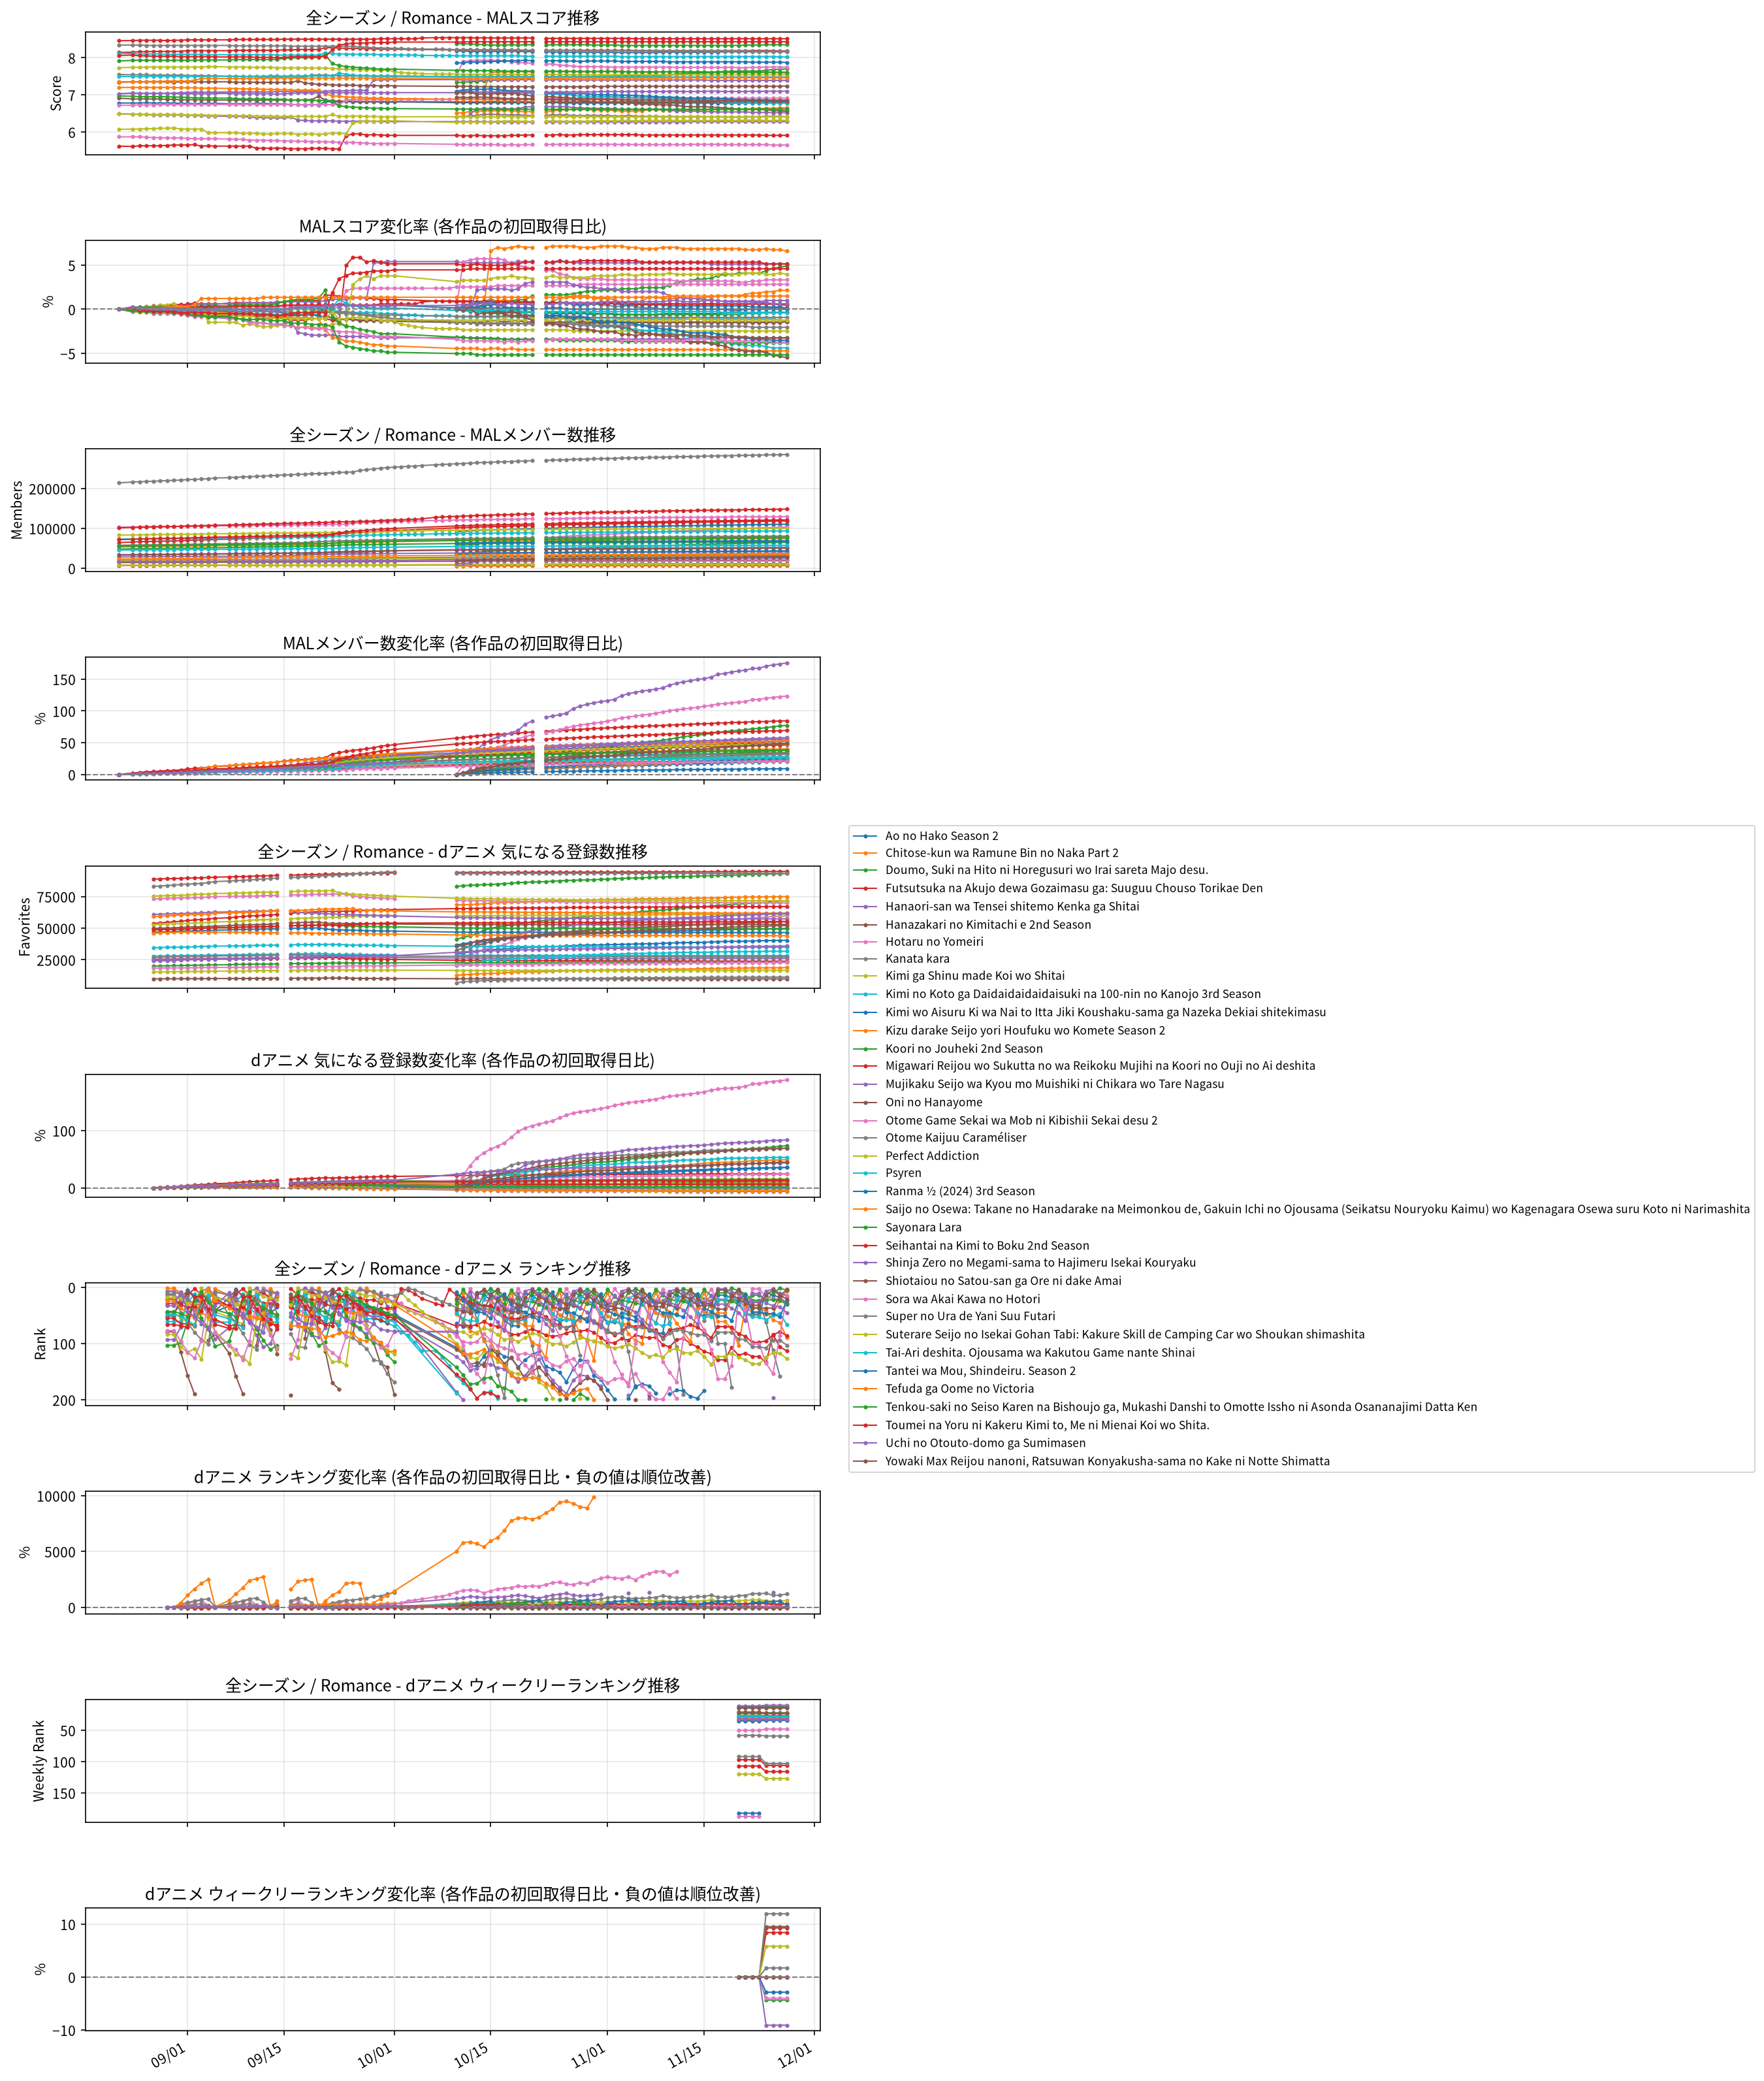 全シーズン / Romance - MALスコア推移
Score
8
7
6
MALスコア変化率 (各作品の初回取得日比)
%
5
0
−5
全シーズン / Romance - MALメンバー数推移
Members
200000
100000
0
MALメンバー数変化率 (各作品の初回取得日比)
%
150
100
50
0
全シーズン / Romance - dアニメ 気になる登録数推移
Favorites
75000
50000
25000
dアニメ 気になる登録数変化率 (各作品の初回取得日比)
%
100
0
全シーズン / Romance - dアニメ ランキング推移
Rank
0
100
200
dアニメ ランキング変化率 (各作品の初回取得日比・負の値は順位改善)
%
10000
5000
0
全シーズン / Romance - dアニメ ウィークリーランキング推移
Weekly Rank
50
100
150
dアニメ ウィークリーランキング変化率 (各作品の初回取得日比・負の値は順位改善)
%
10
0
−10
09/01
09/15
10/01
10/15
11/01
11/15
12/01
Ao no Hako Season 2
Chitose-kun wa Ramune Bin no Naka Part 2
Doumo, Suki na Hito ni Horegusuri wo Irai sareta Majo desu.
Futsutsuka na Akujo dewa Gozaimasu ga: Suuguu Chouso Torikae Den
Hanaori-san wa Tensei shitemo Kenka ga Shitai
Hanazakari no Kimitachi e 2nd Season
Hotaru no Yomeiri
Kanata kara
Kimi ga Shinu made Koi wo Shitai
Kimi no Koto ga Daidaidaidaidaisuki na 100-nin no Kanojo 3rd Season
Kimi wo Aisuru Ki wa Nai to Itta Jiki Koushaku-sama ga Nazeka Dekiai shitekimasu
Kizu darake Seijo yori Houfuku wo Komete Season 2
Koori no Jouheki 2nd Season
Migawari Reijou wo Sukutta no wa Reikoku Mujihi na Koori no Ouji no Ai deshita
Mujikaku Seijo wa Kyou mo Muishiki ni Chikara wo Tare Nagasu
Oni no Hanayome
Otome Game Sekai wa Mob ni Kibishii Sekai desu 2
Otome Kaijuu Caraméliser
Perfect Addiction
Psyren
Ranma ½ (2024) 3rd Season
Saijo no Osewa: Takane no Hanadarake na Meimonkou de, Gakuin Ichi no Ojousama (Seikatsu Nouryoku Kaimu) wo Kagenagara Osewa suru Koto ni Narimashita
Sayonara Lara
Seihantai na Kimi to Boku 2nd Season
Shinja Zero no Megami-sama to Hajimeru Isekai Kouryaku
Shiotaiou no Satou-san ga Ore ni dake Amai
Sora wa Akai Kawa no Hotori
Super no Ura de Yani Suu Futari
Suterare Seijo no Isekai Gohan Tabi: Kakure Skill de Camping Car wo Shoukan shimashita
Tai-Ari deshita. Ojousama wa Kakutou Game nante Shinai
Tantei wa Mou, Shindeiru. Season 2
Tefuda ga Oome no Victoria
Tenkou-saki no Seiso Karen na Bishoujo ga, Mukashi Danshi to Omotte Issho ni Asonda Osananajimi Datta Ken
Toumei na Yoru ni Kakeru Kimi to, Me ni Mienai Koi wo Shita.
Uchi no Otouto-domo ga Sumimasen
Yowaki Max Reijou nanoni, Ratsuwan Konyakusha-sama no Kake ni Notte Shimatta